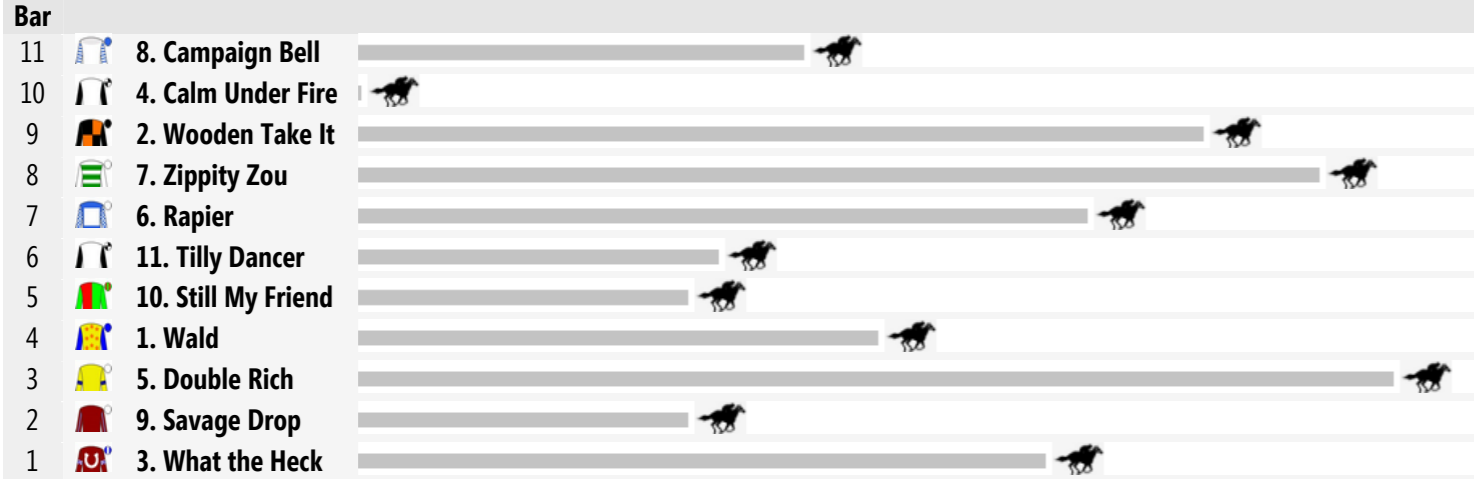 Bar
11 8. Campaign Bell
10 4. Calm Under Fire
9 2. Wooden Take It
8 7. Zippity Zou
7 6. Rapier
6 11. Tilly Dancer
5 10. Still My Friend
4 1. Wald
3 5. Double Rich
2 9. Savage Drop
1 3. What the Heck